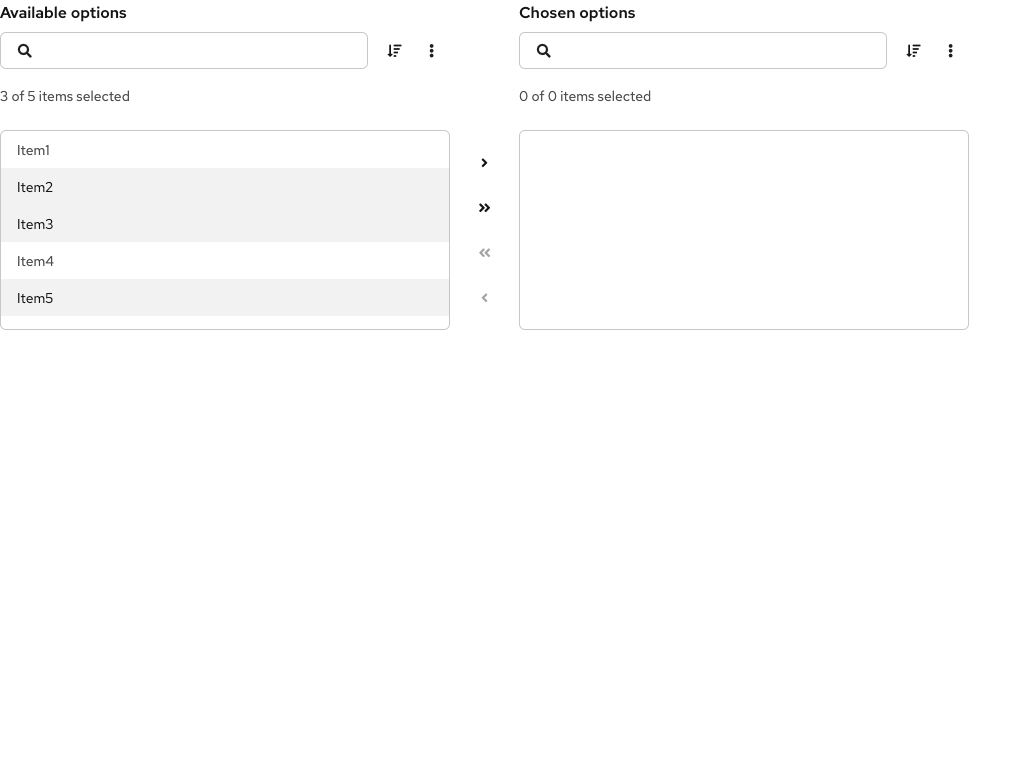 Available options
3 of 5 items selected
Item1
Item2
Item3
Item4
Item5
Chosen options
0 of 0 items selected